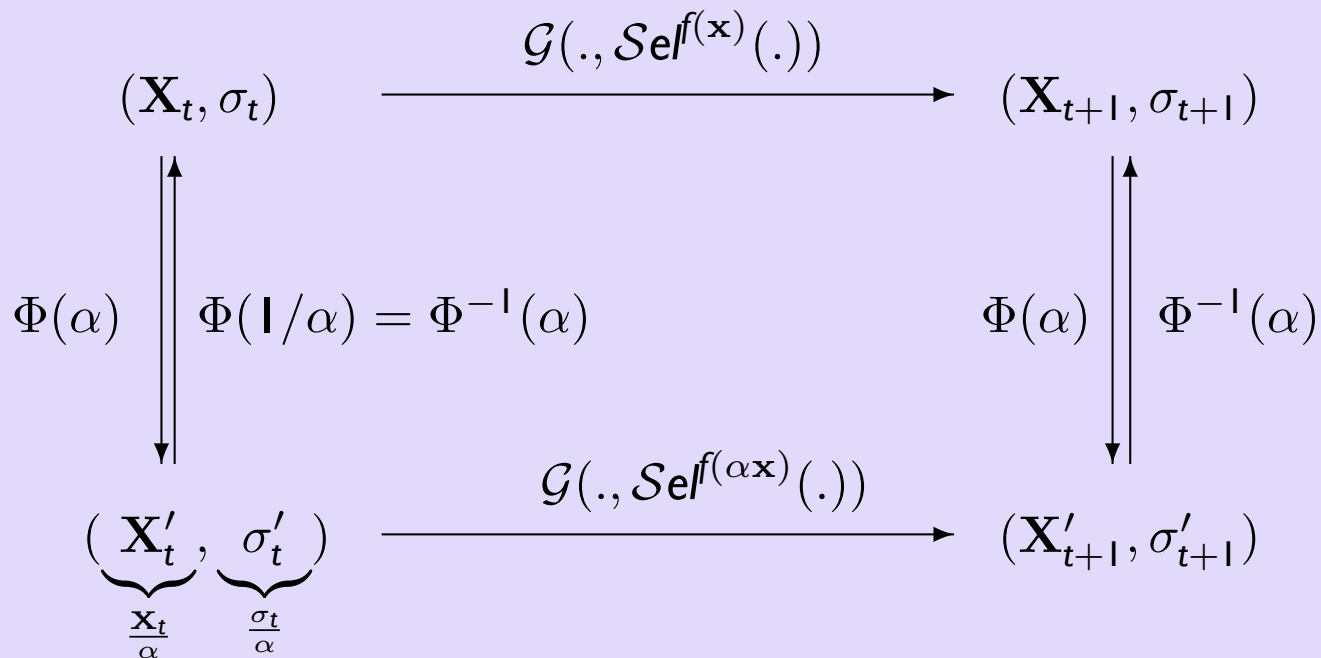 𝒢(., 𝒮el^{f(𝐱)}(.))
(𝐗_t, σ_t) (𝐗_{t+1}, σ_{t+1})
Φ(α) Φ(1/α) = Φ^{−1}(α) Φ(α) Φ^{−1}(α)
𝒢(., 𝒮el^{f(α𝐱)}(.))
(𝐗′_t, σ′_t) (𝐗′_{t+1}, σ′_{t+1})
𝐱_t/α σ_t/α